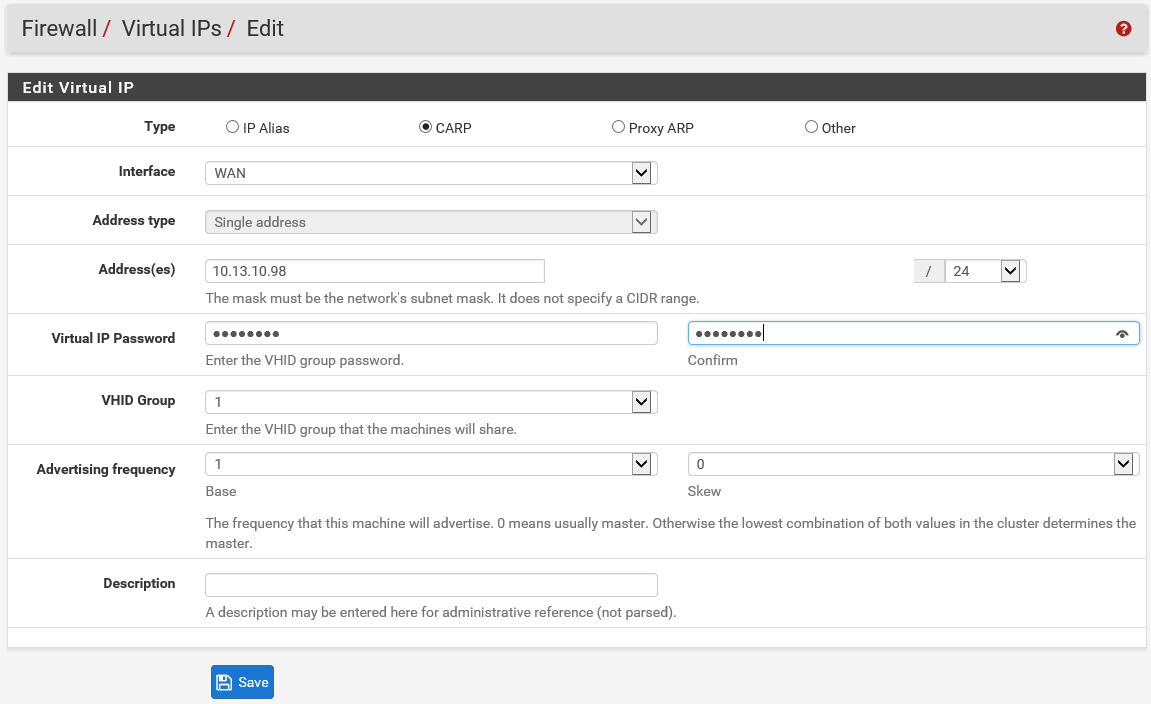 Firewall / Virtual IPs / Edit
Edit Virtual IP
Type IP Alias CARP Proxy ARP Other
Interface WAN
Address type Single address
Address(es) 10.13.10.98 / 24
The mask must be the network's subnet mask. It does not specify a CIDR range.
Virtual IP Password ●●●●●●●● ●●●●●●●●
Enter the VHID group password. Confirm
VHID Group 1
Enter the VHID group that the machines will share.
Advertising frequency 1 0
Base Skew
The frequency that this machine will advertise. 0 means usually master. Otherwise the lowest combination of both values in the cluster determines the
master.
Description
A description may be entered here for administrative reference (not parsed).
Save